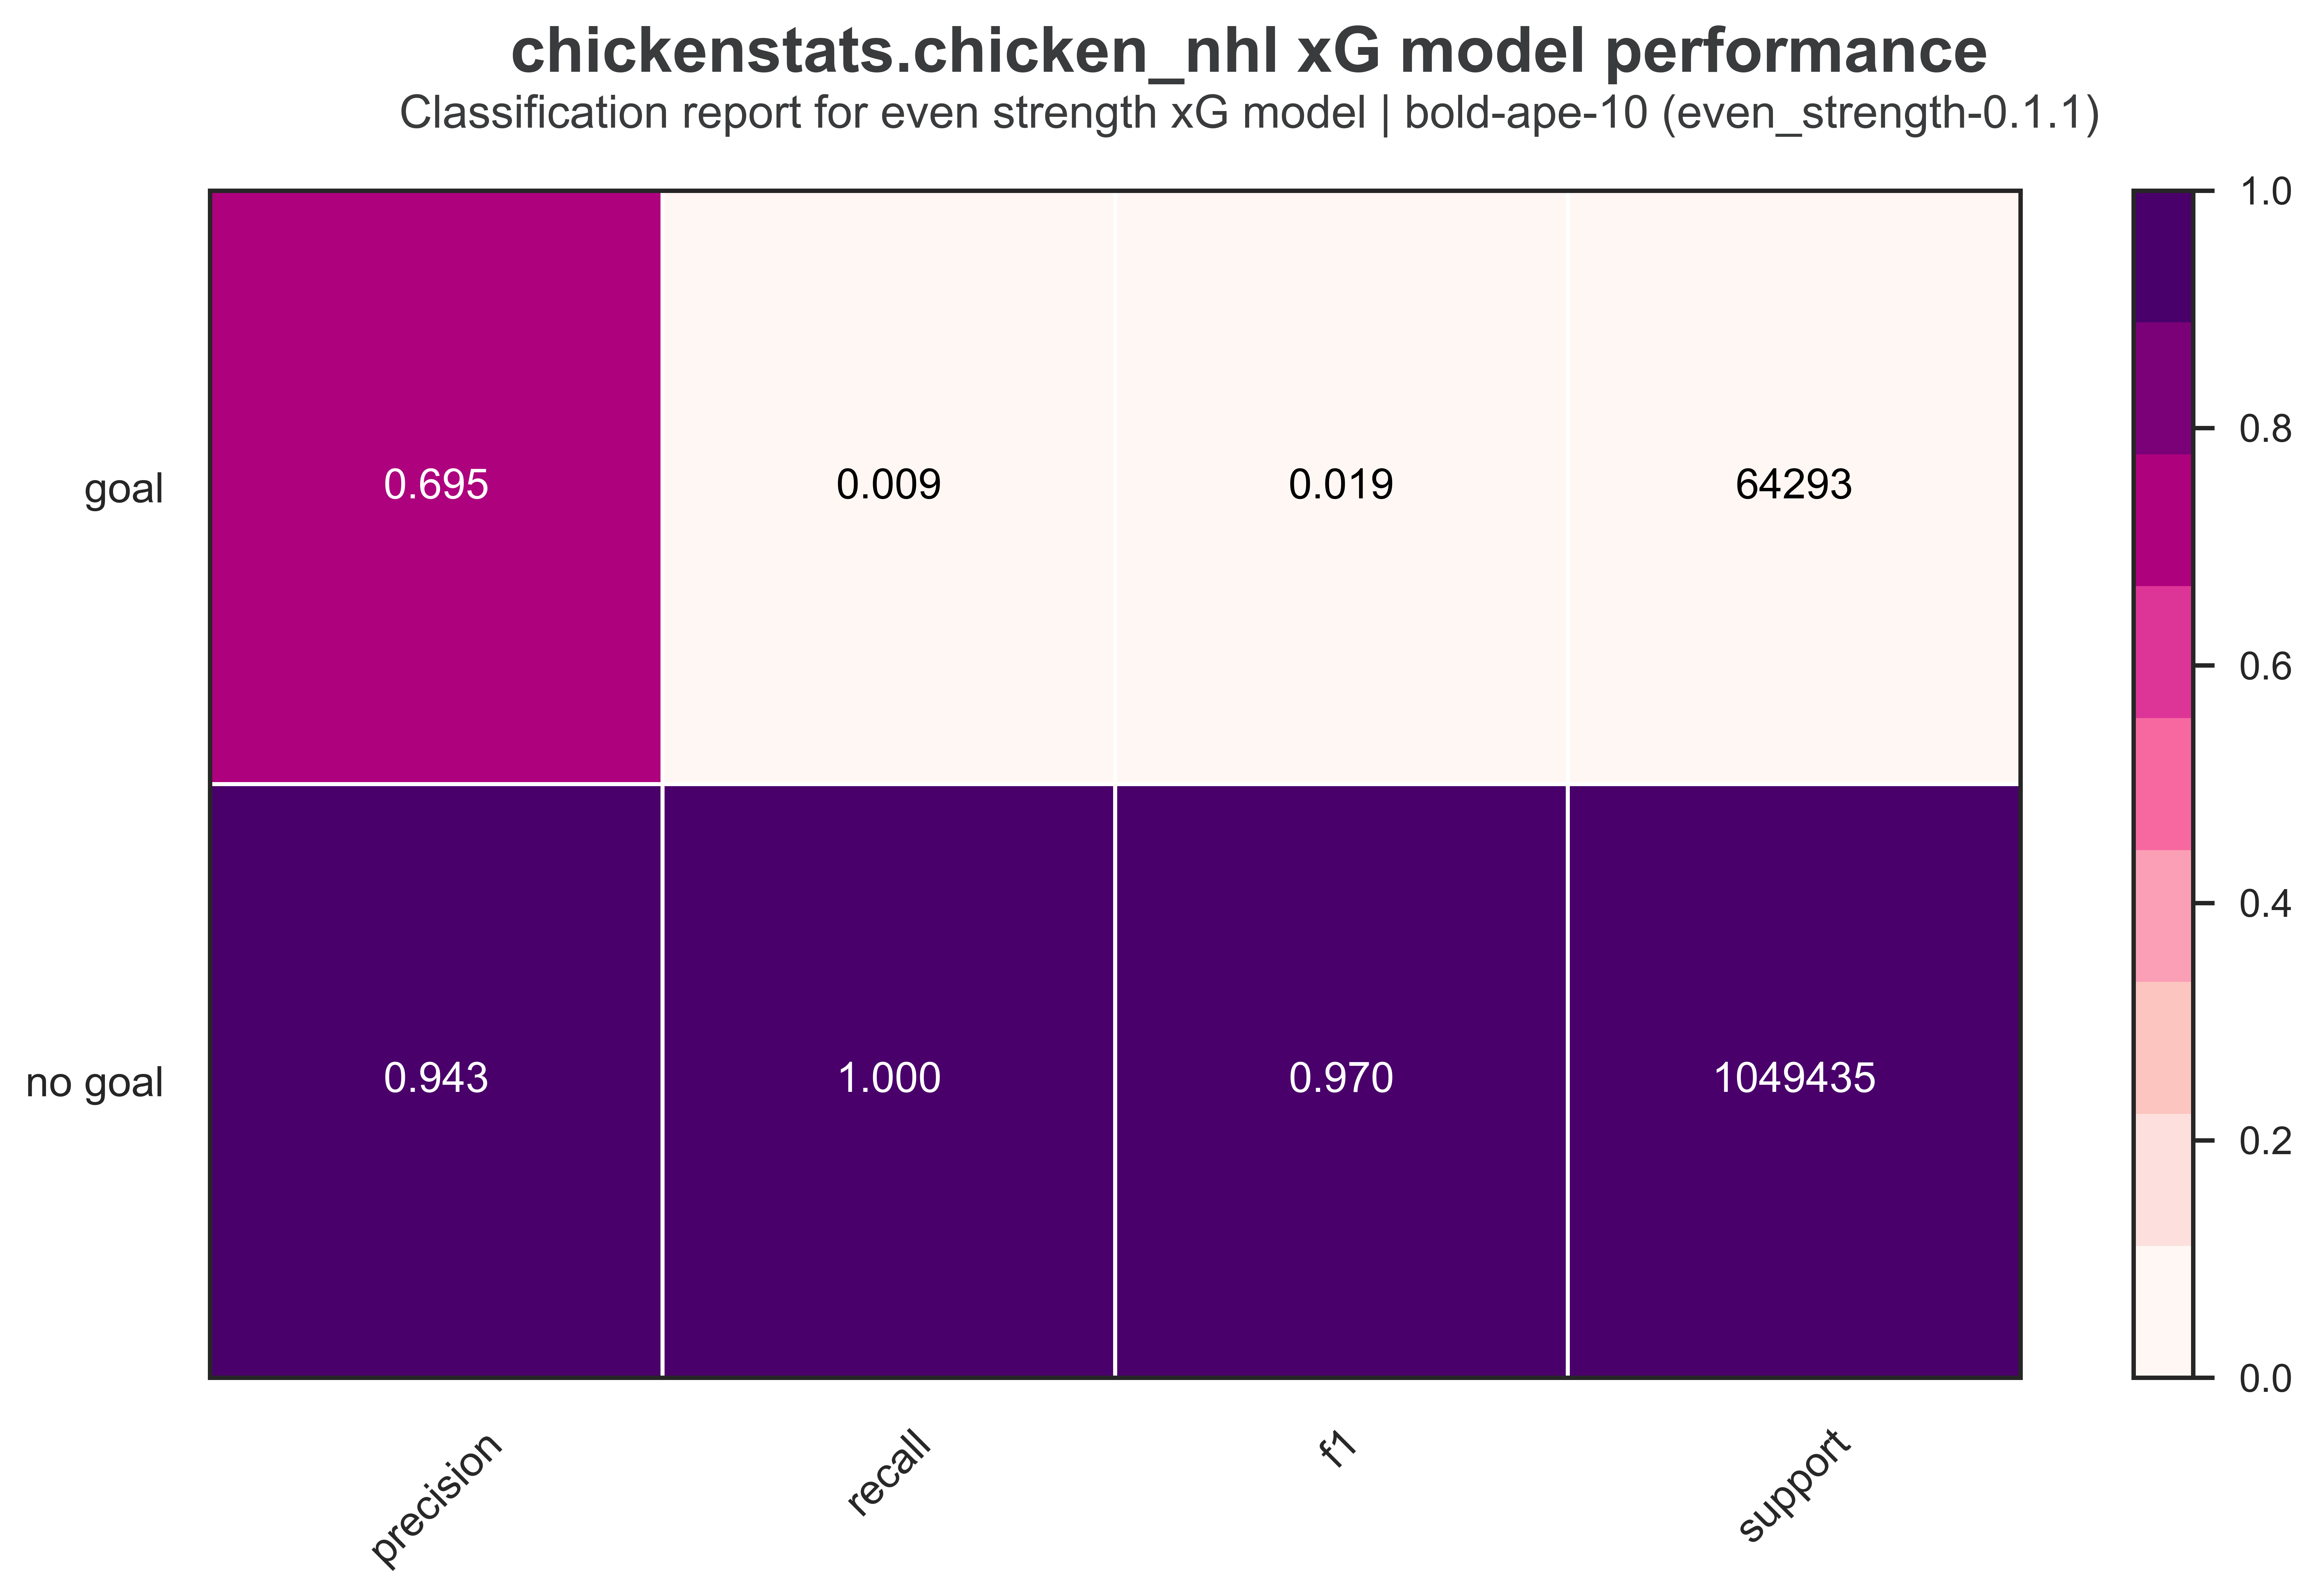 chickenstats.chicken_nhl xG model performance
Classification report for even strength xG model | bold-ape-10 (even_strength-0.1.1)
goal 0.695 0.009 0.019 64293
no goal 0.943 1.000 0.970 1049435
precision recall f1 support
1.0
0.8
0.6
0.4
0.2
0.0